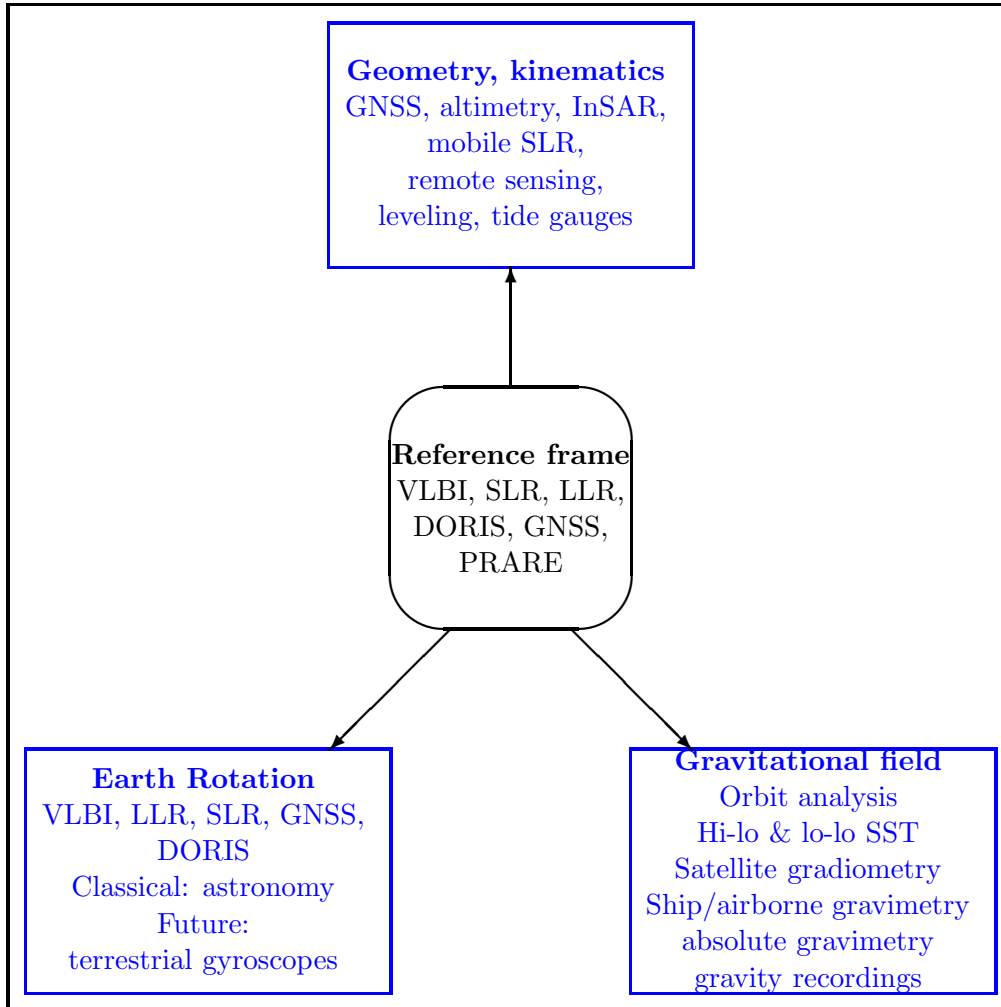 Geometry, kinematics
GNSS, altimetry, InSAR,
mobile SLR,
remote sensing,
leveling, tide gauges
Reference frame
VLBI, SLR, LLR,
DORIS, GNSS,
PRARE
Earth Rotation
VLBI, LLR, SLR, GNSS,
DORIS
Classical: astronomy
Future:
terrestrial gyroscopes
Gravitational field
Orbit analysis
Hi-lo & lo-lo SST
Satellite gradiometry
Ship/airborne gravimetry
absolute gravimetry
gravity recordings